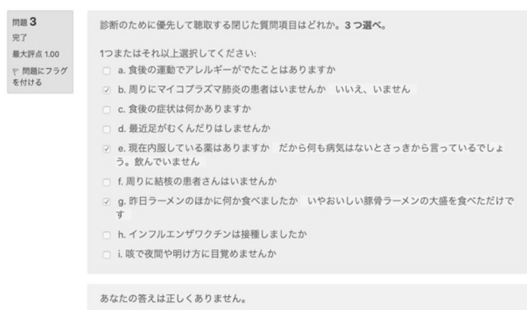 問題 3
完了
最大評点 1.00
問題にフラグ
を付ける
診断のために優先して聴取する閉じた質問項目はどれか。3 つ選べ。
1つまたはそれ以上選択してください:
a. 食後の運動でアレルギーがでたことはありますか
b. 周りにマイコプラズマ肺炎の患者はいませんか いいえ、いません
c. 食後の症状は何かありますか
d. 最近足がむくんだりはしませんか
e. 現在内服している薬はありますか だから何も病気はないとさっきから言っているでしょ
う。飲んでいません
f. 周りに結核の患者さんはいませんか
g. 昨日ラーメンのほかに何か食べましたか いやおいしい豚骨ラーメンの大盛を食べただけで
す
h. インフルエンザワクチンは接種しましたか
i. 咳で夜間や明け方に目覚めませんか
あなたの答えは正しくありません。